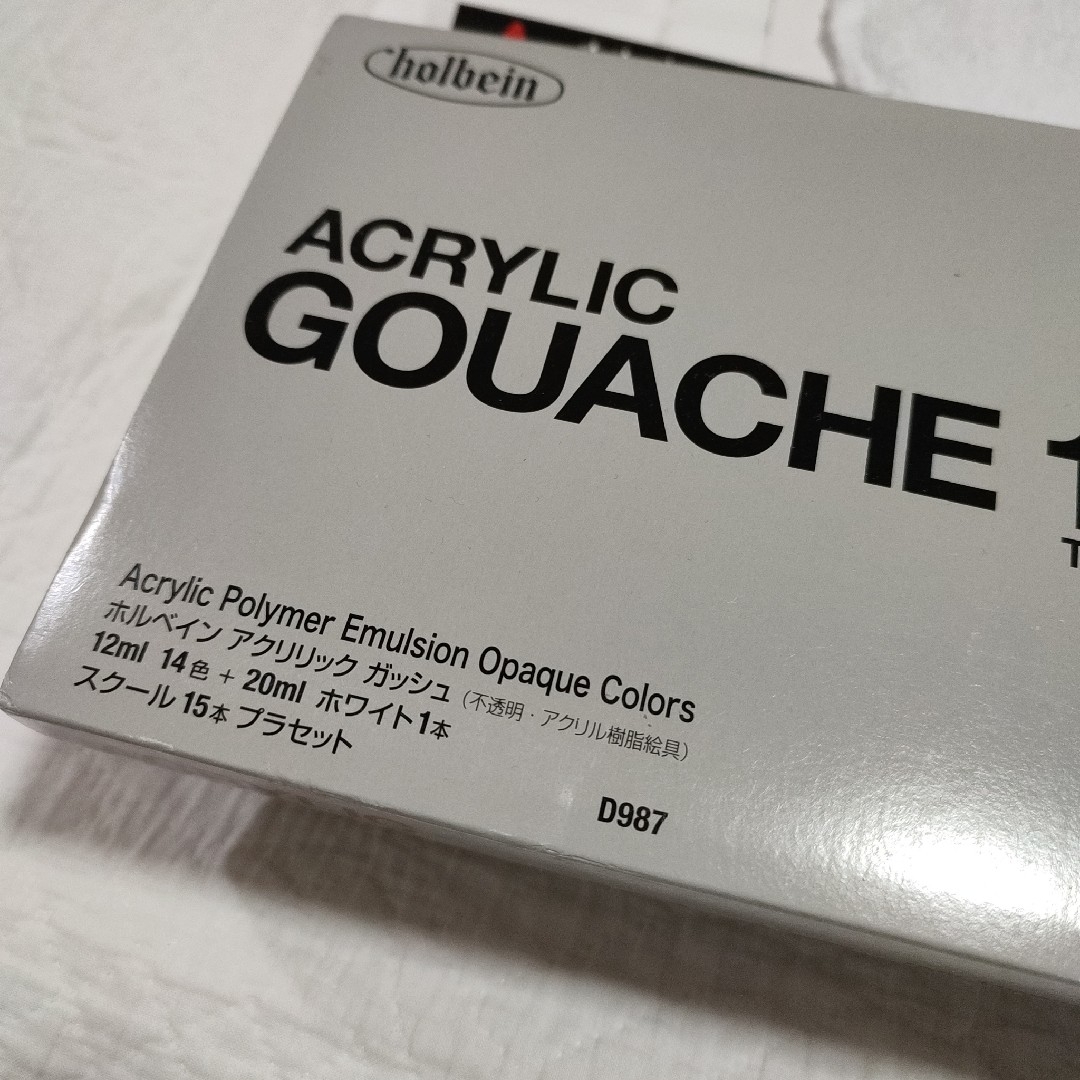 holbein
ACRYLIC
GOUACHE 1
Acrylic Polymer Emulsion Opaque Colors
ホルベイン アクリリック ガッシュ(不透明・アクリル樹脂絵具)
12ml 14色 + 20ml ホワイト1本
スクール 15本 プラセット
D987